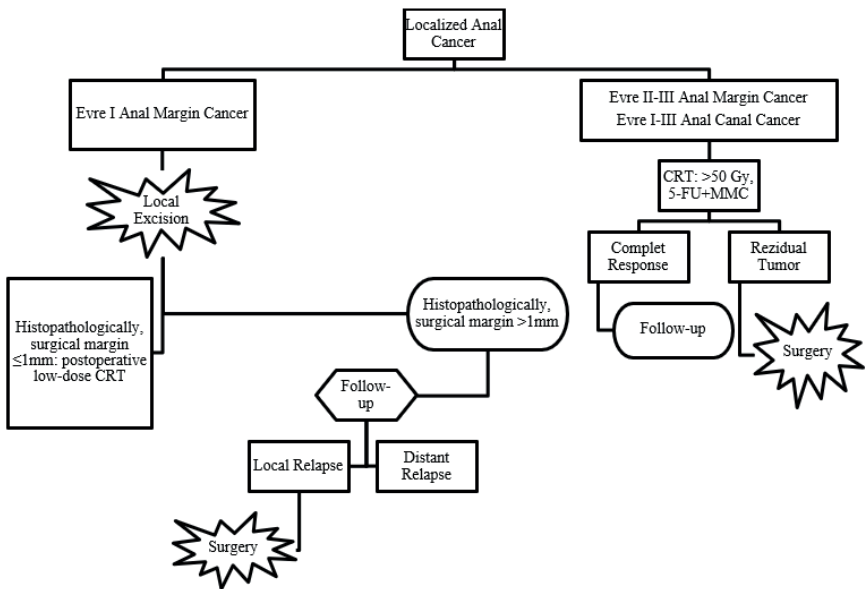 Localized Anal
Cancer
Evre I Anal Margin Cancer
Evre II-III Anal Margin Cancer
Evre I-III Anal Canal Cancer
Local
Excision
CRT: >50 Gy,
5-FU+MMC
Complet
Response
Rezidual
Tumor
Histopathologically,
surgical margin
≤1mm: postoperative
low-dose CRT
Histopathologically,
surgical margin >1mm
Follow-up
Surgery
Follow-
up
Local Relapse
Distant
Relapse
Surgery